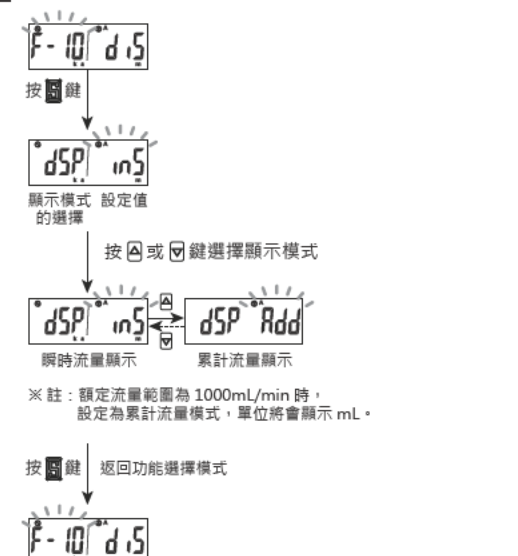 F-10 diS
按 S 鍵
dSP inS
顯示模式 設定值
的選擇
按 △ 或 ▽ 鍵選擇顯示模式
dSP inS dSP Add
瞬時流量顯示 累計流量顯示
※ 註：額定流量範圍為 1000mL/min 時，
設定為累計流量模式，單位將會顯示 mL。
按 S 鍵 返回功能選擇模式
F-10 diS